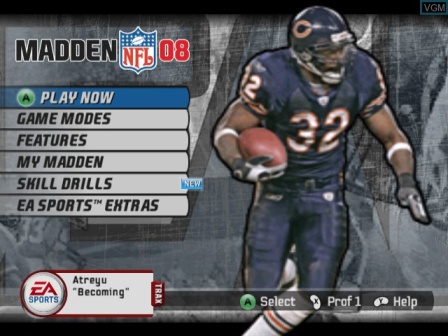 VGM
MADDEN NFL 08
A PLAY NOW
GAME MODES
FEATURES
MY MADDEN
SKILL DRILLS NEW
EA SPORTS™ EXTRAS
32
32
EA SPORTS
Atreyu
"Becoming"
TRAX
A Select Prof 1 Help